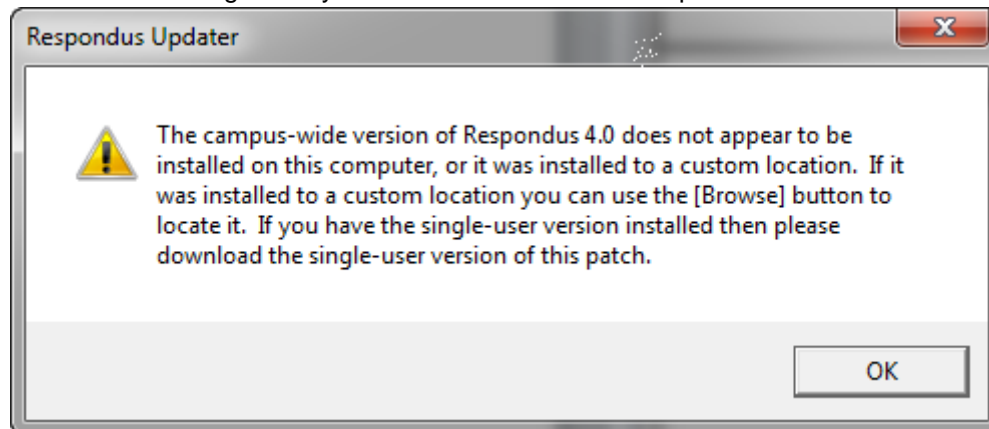 Respondus Updater
The campus-wide version of Respondus 4.0 does not appear to be
installed on this computer, or it was installed to a custom location.  If it
was installed to a custom location you can use the [Browse] button to
locate it.  If you have the single-user version installed then please
download the single-user version of this patch.
OK